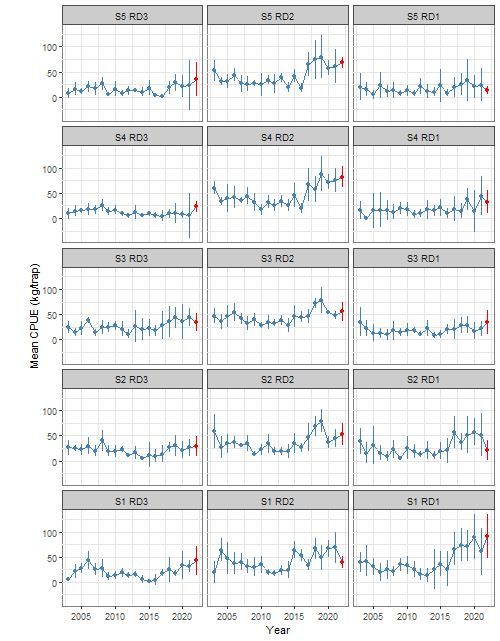 S5 RD3 S5 RD2 S5 RD1
100
50
0
S4 RD3 S4 RD2 S4 RD1
100
50
0
S3 RD3 S3 RD2 S3 RD1
100
50
0
Mean CPUE (kg/trap)
S2 RD3 S2 RD2 S2 RD1
100
50
0
S1 RD3 S1 RD2 S1 RD1
100
50
0
2005 2010 2015 2020 2005 2010 2015 2020 2005 2010 2015 2020
Year